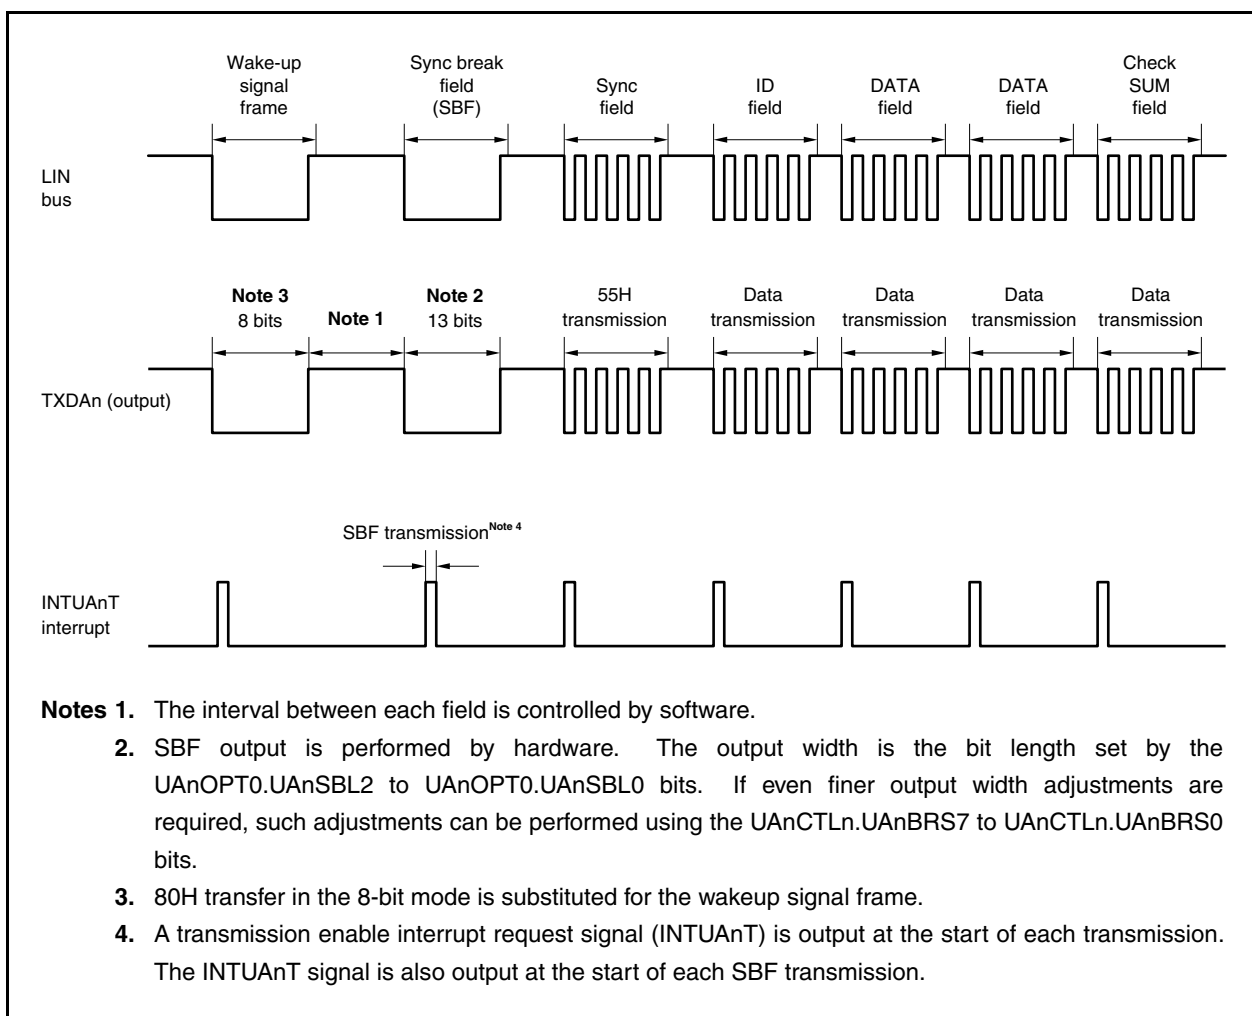 Wake-up
signal
frame
Sync break
field
(SBF)
Sync
field
ID
field
DATA
field
DATA
field
Check
SUM
field
LIN
bus
Note 3
8 bits
Note 1
Note 2
13 bits
55H
transmission
Data
transmission
Data
transmission
Data
transmission
Data
transmission
TXDAn (output)
SBF transmissionNote 4
INTUAnT
interrupt
Notes 1. The interval between each field is controlled by software.
2. SBF output is performed by hardware. The output width is the bit length set by the
UAnOPT0.UAnSBL2 to UAnOPT0.UAnSBL0 bits. If even finer output width adjustments are
required, such adjustments can be performed using the UAnCTLn.UAnBRS7 to UAnCTLn.UAnBRS0
bits.
3. 80H transfer in the 8-bit mode is substituted for the wakeup signal frame.
4. A transmission enable interrupt request signal (INTUAnT) is output at the start of each transmission.
The INTUAnT signal is also output at the start of each SBF transmission.